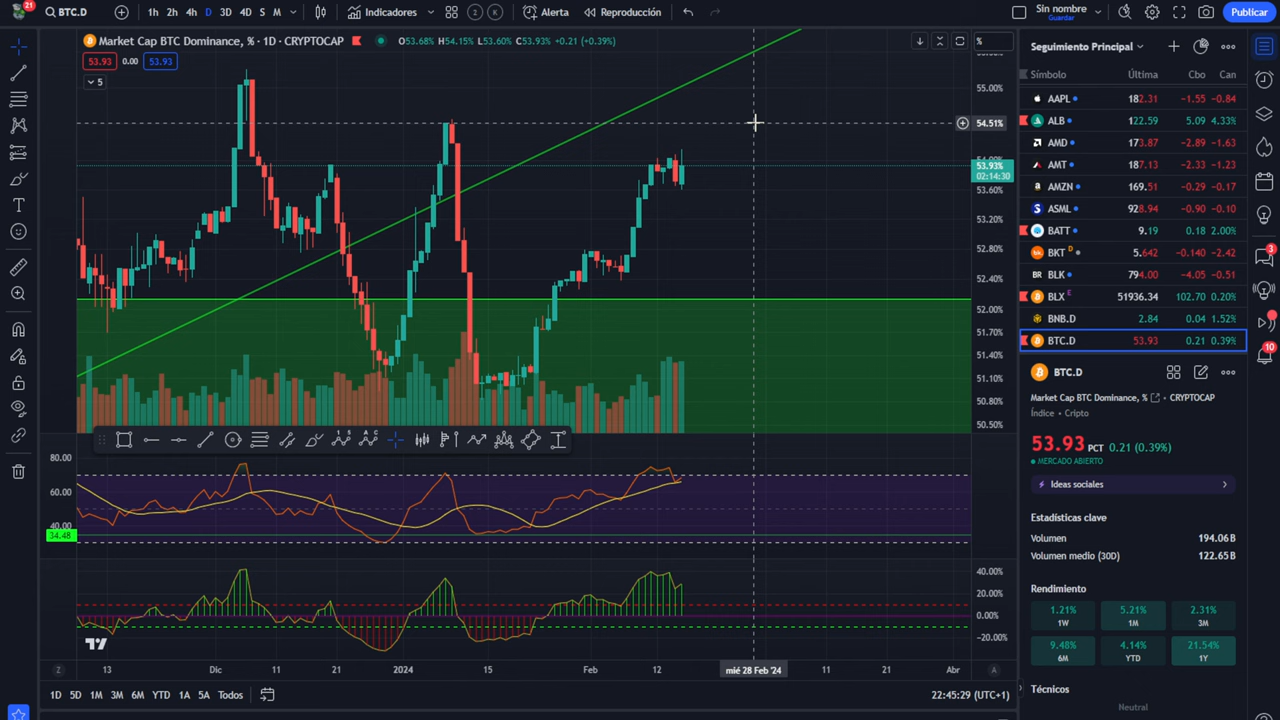 21
BTC.D
1h 2h 4h D 3D 4D S M
Indicadores
2
K
Alerta
Reproducción
Sin nombre
Guardar
Publicar
Market Cap BTC Dominance, % · 1D · CRYPTOCAP
O53.68% H54.15% L53.60% C53.93% +0.21 (+0.39%)
%
53.93 0.00 53.93
5
55.00%
54.51%
53.93%
02:14:30
53.60%
53.20%
52.80%
52.40%
52.00%
51.70%
51.40%
51.10%
50.80%
50.50%
80.00
60.00
40.00
34.48
40.00%
20.00%
0.00%
−20.00%
Z
13 Dic 11 21 2024 15 Feb 12 mié 28 Feb '24 11 21 Abr
A
1D 5D 1M 3M 6M YTD 1A 5A Todos
22:45:29 (UTC+1)
Seguimiento Principal
Símbolo Última Cbo Can
AAPL 182.31 −1.55 −0.84
ALB 122.59 5.09 4.33%
AMD 173.87 −2.89 −1.63
AMT 187.13 −2.33 −1.23
AMZN 169.51 −0.29 −0.17
ASML 928.94 −0.90 −0.10
BATT 9.19 0.18 2.00%
BKT D 5.642 −0.140 −2.42
BLK 794.00 −4.05 −0.51
BLX E 51936.34 102.70 0.20%
BNB.D 2.84 0.04 1.52%
BTC.D 53.93 0.21 0.39%
BTC.D
Market Cap BTC Dominance, % · CRYPTOCAP
Índice · Cripto
53.93 PCT 0.21 (0.39%)
MERCADO ABIERTO
Ideas sociales
Estadísticas clave
Volumen 194.06B
Volumen medio (30D) 122.65B
Rendimiento
1.21% 5.21% 2.31%
1W 1M 3M
9.48% 4.14% 21.54%
6M YTD 1Y
Técnicos
Neutral
3
10